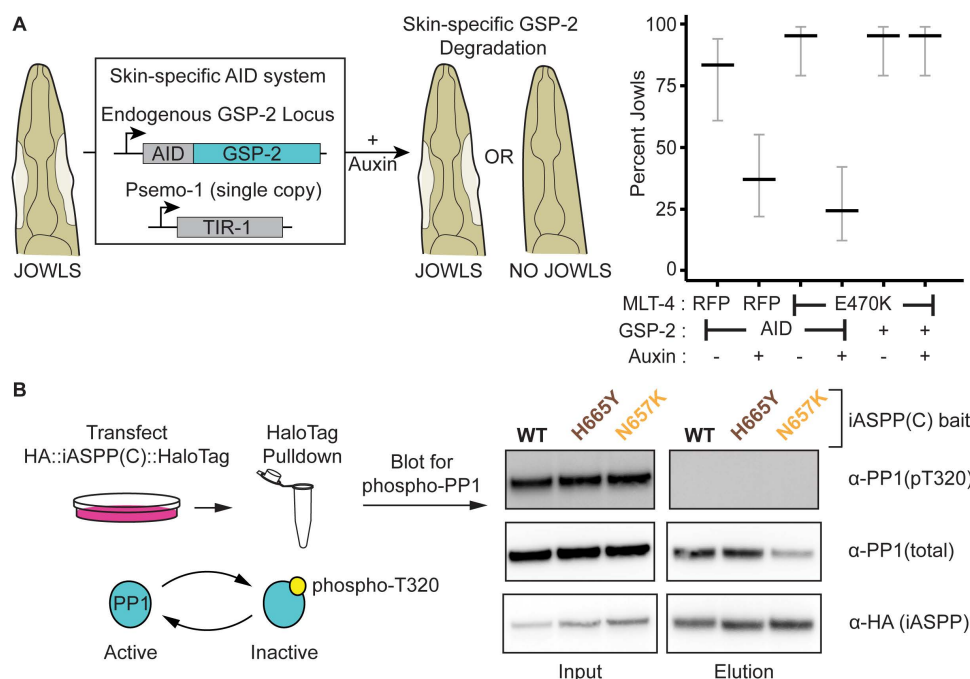 A
Skin-specific AID system
Endogenous GSP-2 Locus
AID GSP-2
Psemo-1 (single copy)
TIR-1
JOWLS
+
Auxin
Skin-specific GSP-2
Degradation
OR
JOWLS
NO JOWLS
Percent Jowls
100
75
50
25
0
MLT-4 : RFP RFP E470K
GSP-2 : AID + +
Auxin : - + - + - +
B
Transfect
HA::iASPP(C)::HaloTag
HaloTag
Pulldown
Blot for
phospho-PP1
PP1
phospho-T320
Active
Inactive
WT H665Y N657K
WT H665Y N657K
iASPP(C) bait
α-PP1(pT320)
α-PP1(total)
α-HA (iASPP)
Input
Elution